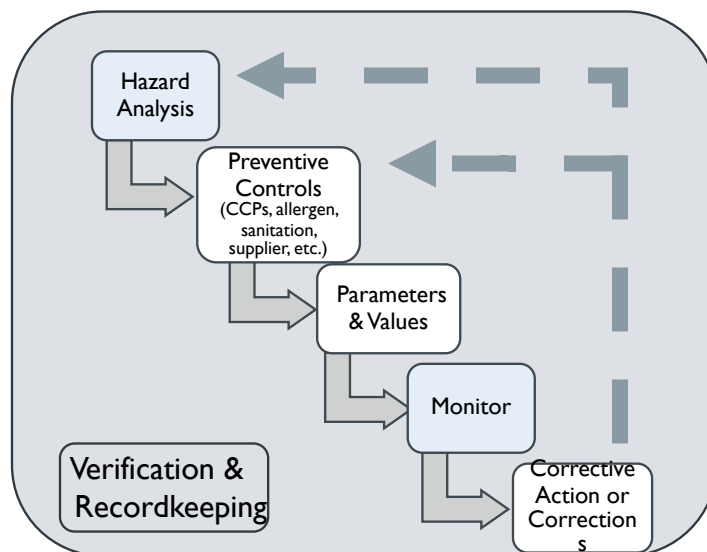 Hazard
Analysis
Preventive
Controls
(CCPs, allergen,
sanitation,
supplier, etc.)
Parameters
& Values
Monitor
Corrective
Action or
Correction
s
Verification &
Recordkeeping